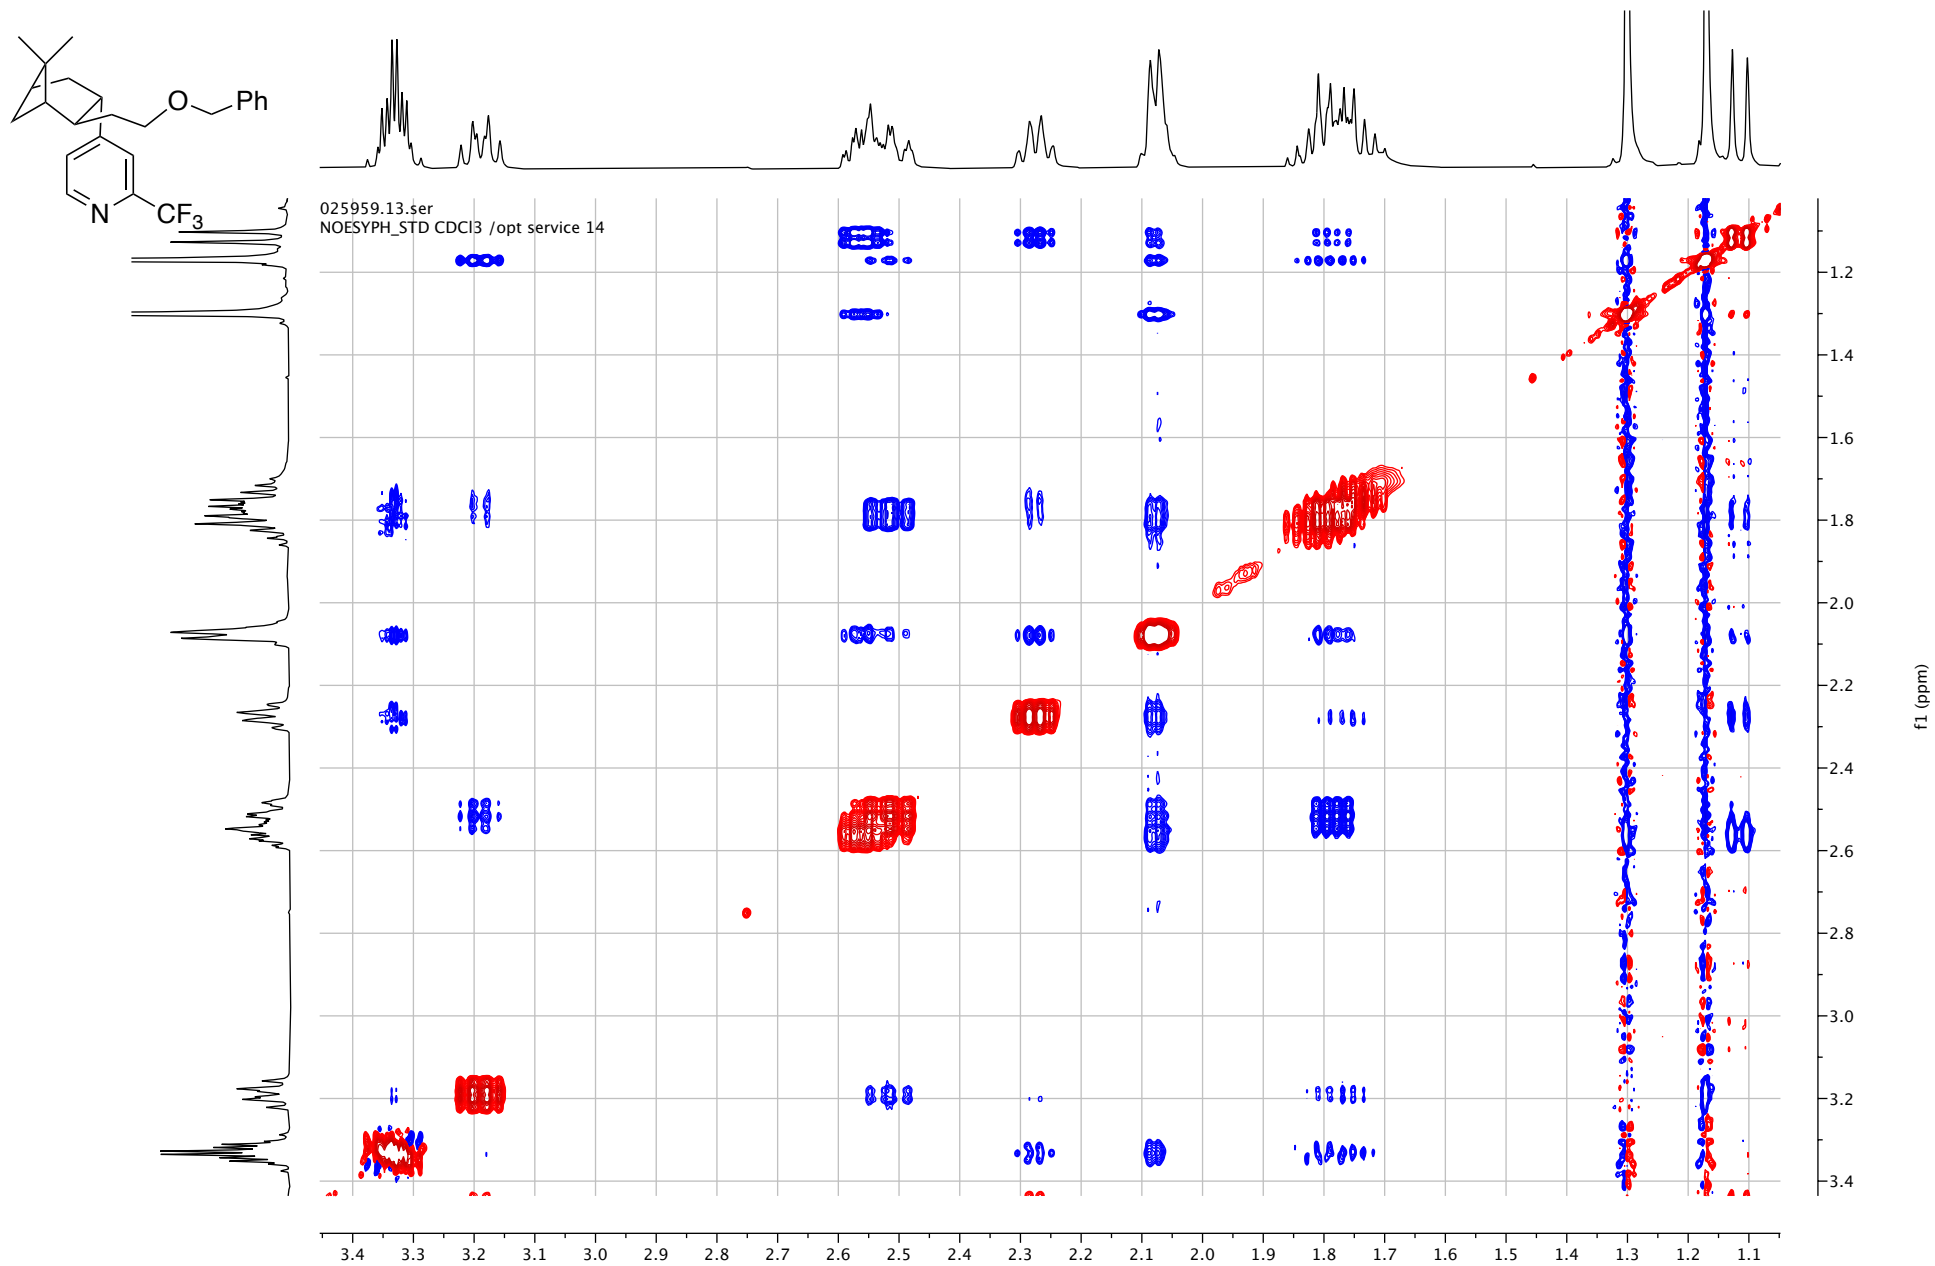 O
Ph
N
CF3
025959.13.ser
NOESYPH_STD CDCl3 /opt service 14
1.2
1.4
1.6
1.8
2.0
2.2
2.4
2.6
2.8
3.0
3.2
3.4
f1 (ppm)
3.4 3.3 3.2 3.1 3.0 2.9 2.8 2.7 2.6 2.5 2.4 2.3 2.2 2.1 2.0 1.9 1.8 1.7 1.6 1.5 1.4 1.3 1.2 1.1